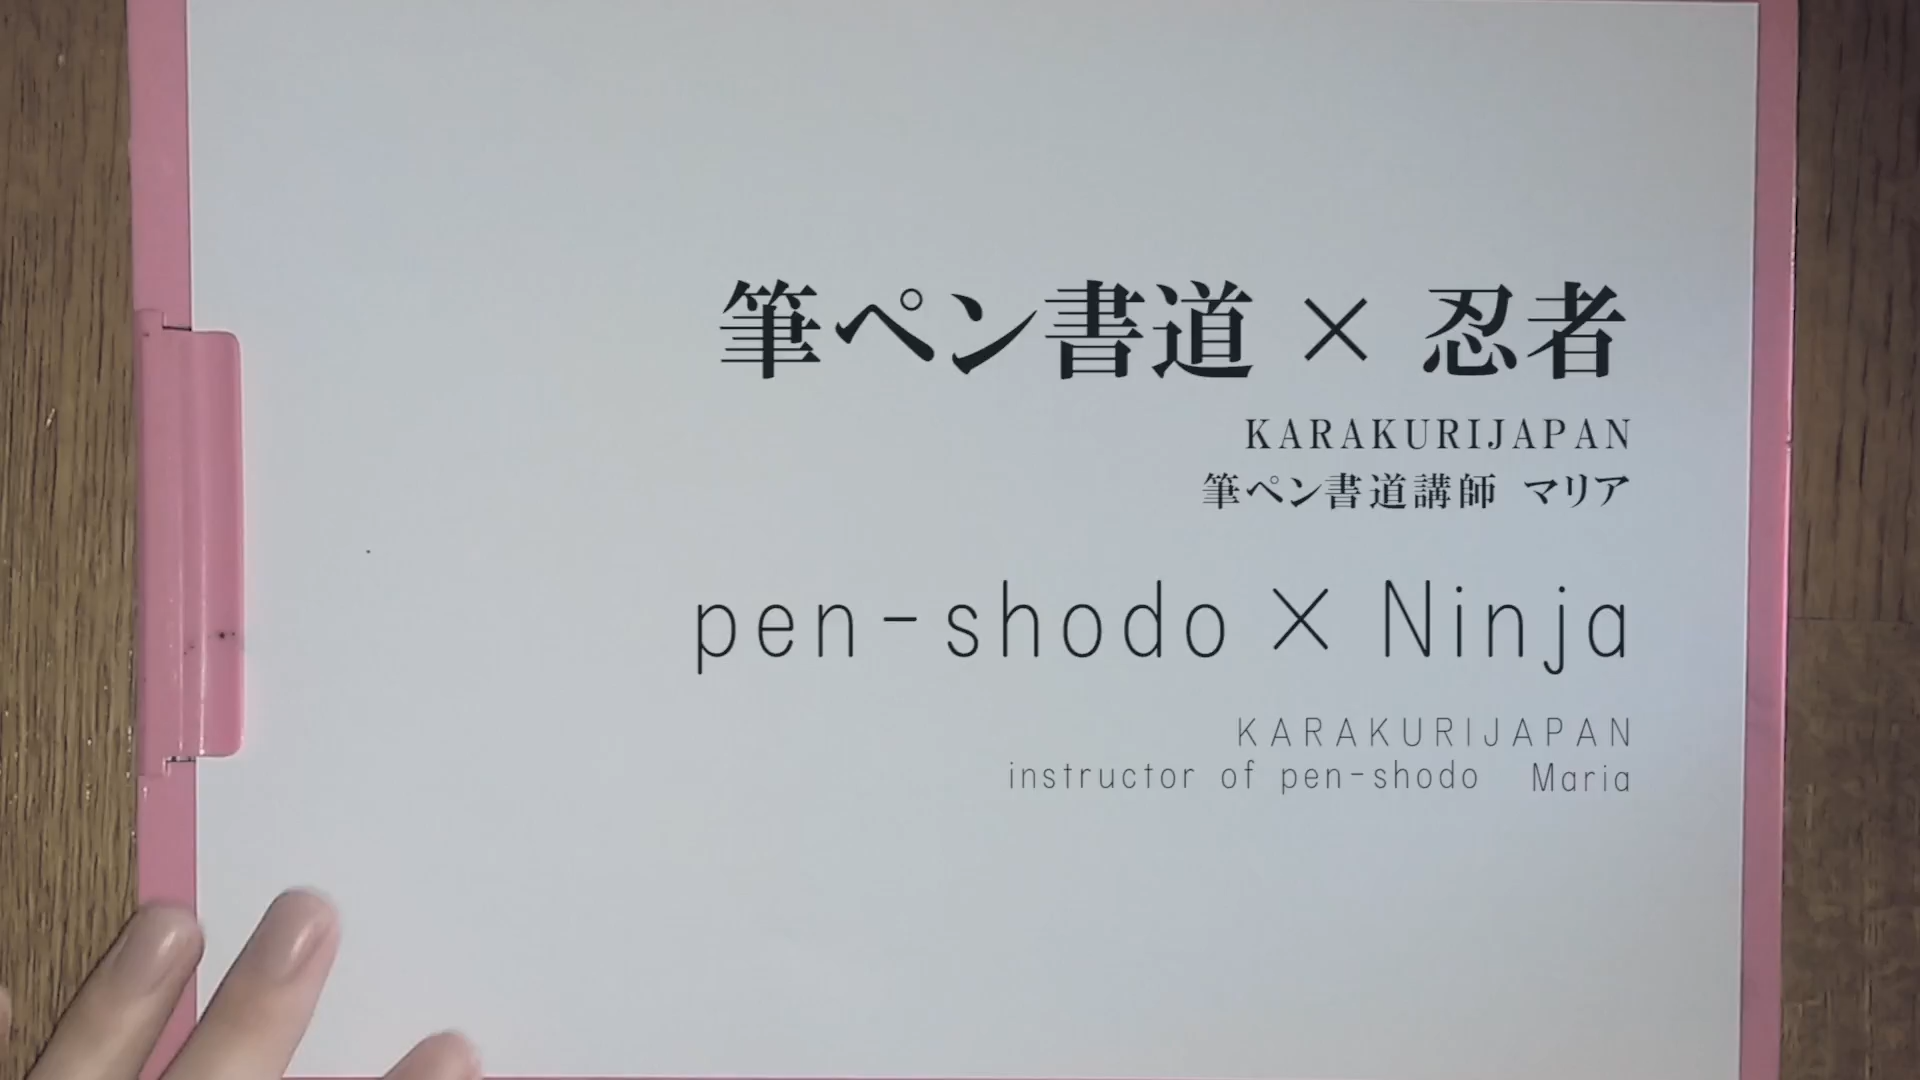 筆ペン書道 × 忍者
KARAKURIJAPAN
筆ペン書道講師 マリア
pen-shodo × Ninja
KARAKURIJAPAN
instructor of pen-shodo Maria